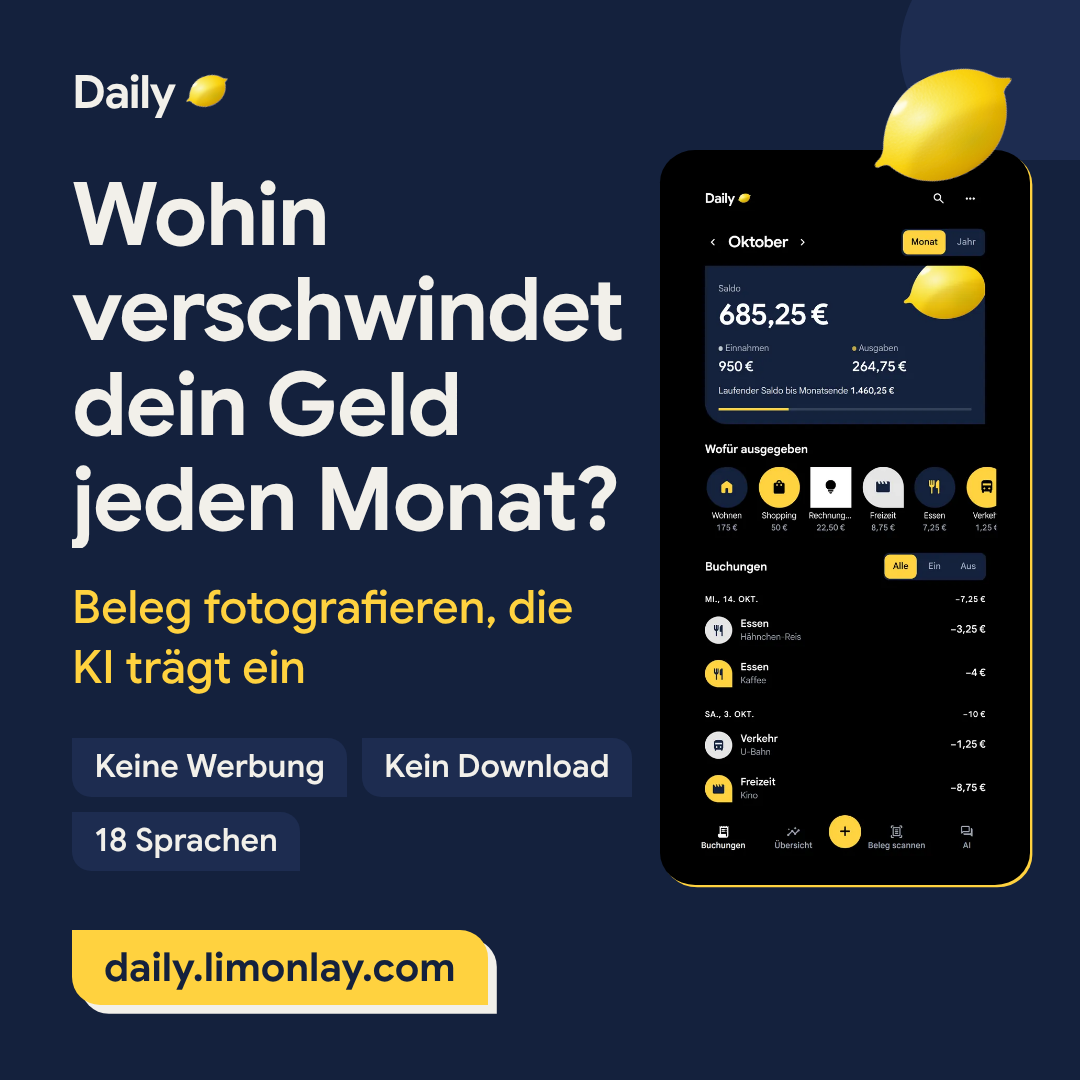 Daily
Wohin
verschwindet
dein Geld
jeden Monat?
Beleg fotografieren, die
KI trägt ein
Keine Werbung
Kein Download
18 Sprachen
daily.limonlay.com
Daily
Oktober
Monat
Jahr
Saldo
685,25 €
Einnahmen
Ausgaben
950 €
264,75 €
Laufender Saldo bis Monatsende 1.460,25 €
Wofür ausgegeben
Wohnen
Shopping
Rechnung...
Freizeit
Essen
Verkeh
175 €
50 €
22,50 €
8,75 €
7,25 €
1,25 €
Buchungen
Alle
Ein
Aus
MI., 14. OKT.
−7,25 €
Essen
Hähnchen-Reis
−3,25 €
Essen
Kaffee
−4 €
SA., 3. OKT.
−10 €
Verkehr
U-Bahn
−1,25 €
Freizeit
Kino
−8,75 €
Buchungen
Übersicht
+
Beleg scannen
AI